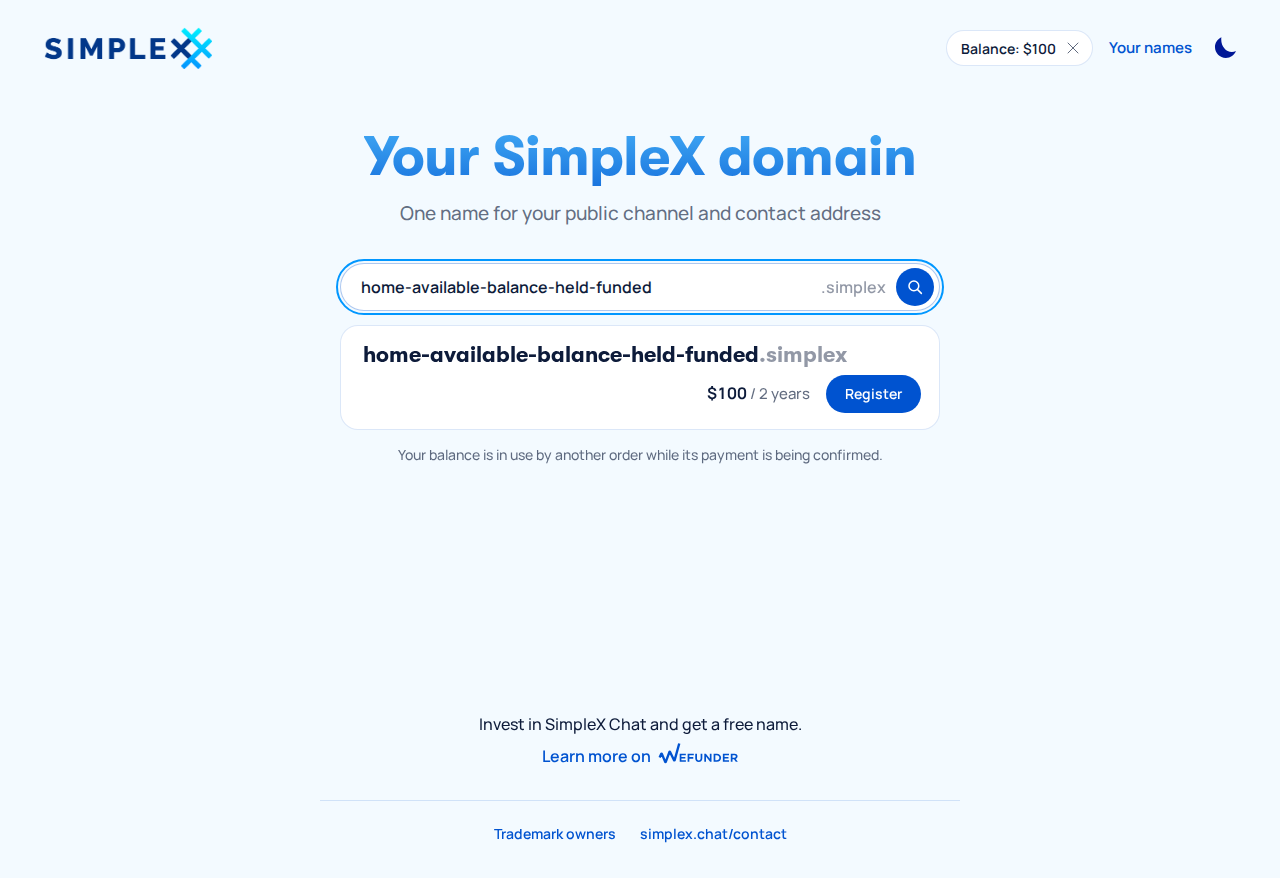 SIMPLEX
Balance: $100
Your names
Your SimpleX domain
One name for your public channel and contact address
home-available-balance-held-funded .simplex
home-available-balance-held-funded.simplex
$100 / 2 years Register
Your balance is in use by another order while its payment is being confirmed.
Invest in SimpleX Chat and get a free name.
Learn more on WEFUNDER
Trademark owners simplex.chat/contact